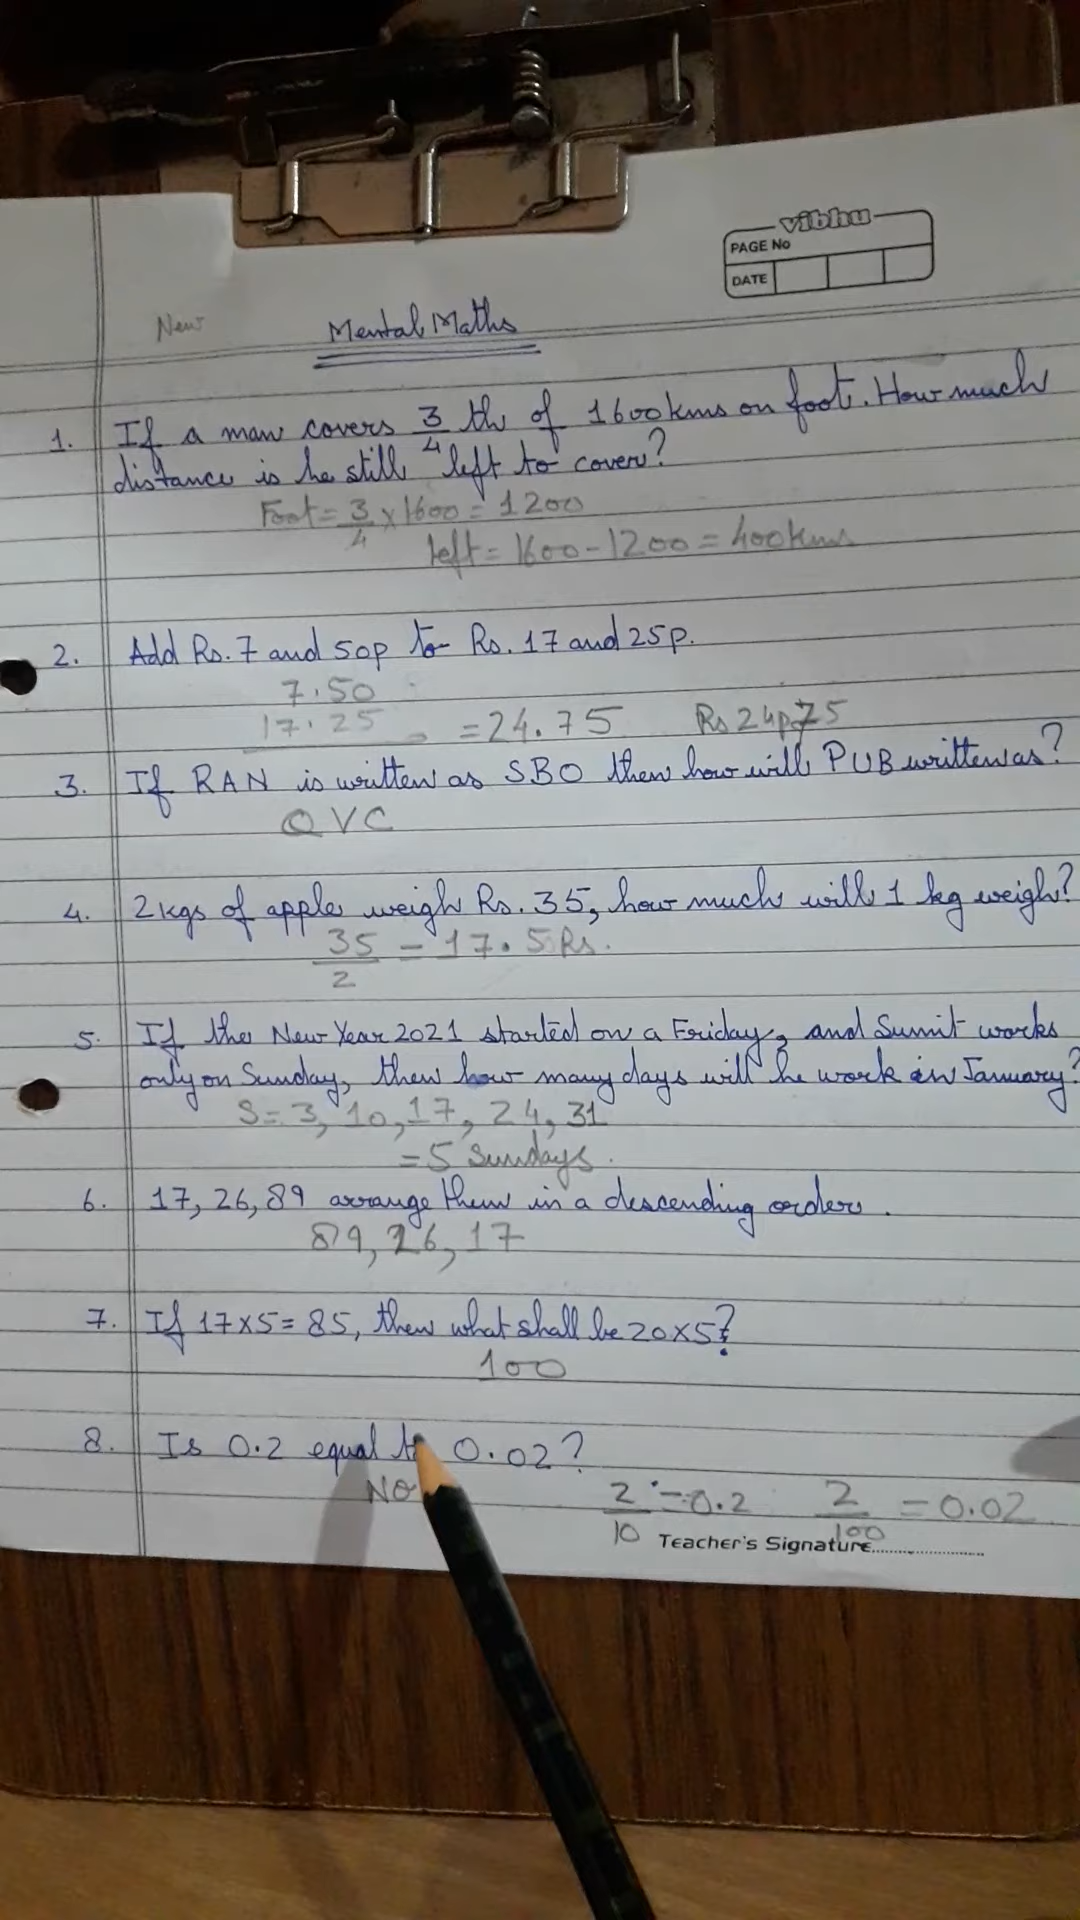 vibhu
PAGE No
DATE
New
Mental Maths
1. If a man covers 3/4 th of 1600kms on foot. How much
distance is he still left to cover?
Foot = 3/4 x 1600 = 1200
left = 1600 - 1200 = 400kms
2. Add Rs. 7 and 50p to Rs. 17 and 25p.
7.50
17.25 = 24.75 Rs 24p75
3. If RAN is written as SBO then how will PUB written as?
QVC
4. 2kgs of apple weigh Rs. 35, how much will 1 kg weigh?
35/2 = 17.5 Rs.
5. If the New Year 2021 started on a Friday, and Sumit works
only on Sunday, then how many days will he work in January?
S = 3, 10, 17, 24, 31
= 5 Sundays.
6. 17, 26, 89 arrange them in a descending order.
89, 26, 17
7. If 17x5 = 85, then what shall be 20x5?
100
8. Is 0.2 equal to 0.02?
NO 2/10 = 0.2 2/100 = 0.02
Teacher's Signature........................